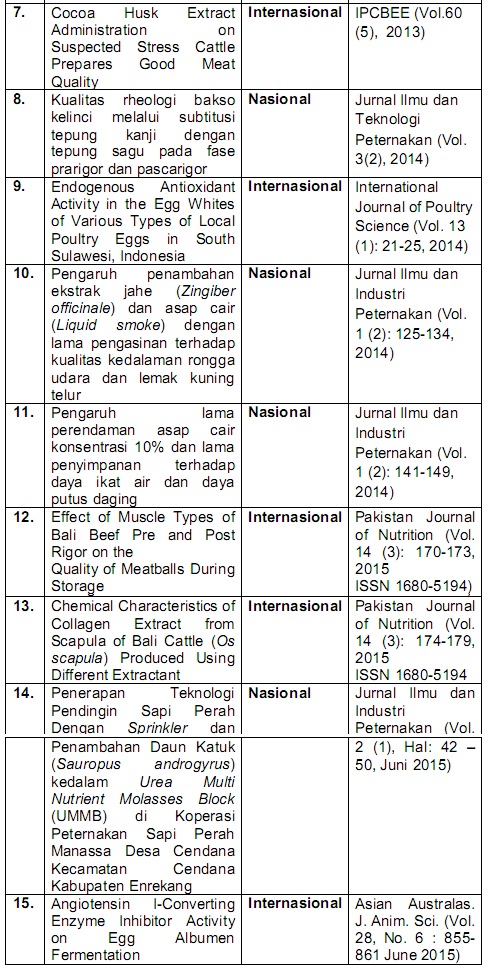 7. Cocoa Husk Extract Internasional IPCBEE (Vol.60
Administration on (5), 2013)
Suspected Stress Cattle
Prepares Good Meat
Quality
8. Kualitas rheologi bakso Nasional Jurnal Ilmu dan
kelinci melalui subtitusi Teknologi
tepung kanji dengan Peternakan (Vol.
tepung sagu pada fase 3(2), 2014)
prarigor dan pascarigor
9. Endogenous Antioxidant Internasional International
Activity in the Egg Whites Journal of Poultry
of Various Types of Local Science (Vol. 13
Poultry Eggs in South (1): 21-25, 2014)
Sulawesi, Indonesia
10. Pengaruh penambahan Nasional Jurnal Ilmu dan
ekstrak jahe (Zingiber Industri
officinale) dan asap cair Peternakan (Vol.
(Liquid smoke) dengan 1 (2): 125-134,
lama pengasinan terhadap 2014)
kualitas kedalaman rongga
udara dan lemak kuning
telur
11. Pengaruh lama Nasional Jurnal Ilmu dan
perendaman asap cair Industri
konsentrasi 10% dan lama Peternakan (Vol.
penyimpanan terhadap 1 (2): 141-149,
daya ikat air dan daya 2014)
putus daging
12. Effect of Muscle Types of Internasional Pakistan Journal
Bali Beef Pre and Post of Nutrition (Vol.
Rigor on the 14 (3): 170-173,
Quality of Meatballs During 2015
Storage ISSN 1680-5194)
13. Chemical Characteristics of Internasional Pakistan Journal
Collagen Extract from of Nutrition (Vol.
Scapula of Bali Cattle (Os 14 (3): 174-179,
scapula) Produced Using 2015
Different Extractant ISSN 1680-5194
14. Penerapan Teknologi Nasional Jurnal Ilmu dan
Pendingin Sapi Perah Industri
Dengan Sprinkler dan Peternakan (Vol.
Penambahan Daun Katuk 2 (1), Hal: 42 –
(Sauropus androgyrus) 50, Juni 2015)
kedalam Urea Multi
Nutrient Molasses Block
(UMMB) di Koperasi
Peternakan Sapi Perah
Manassa Desa Cendana
Kecamatan Cendana
Kabupaten Enrekang
15. Angiotensin I-Converting Internasional Asian Australas.
Enzyme Inhibitor Activity J. Anim. Sci. (Vol.
on Egg Albumen 28, No. 6 : 855-
Fermentation 861 June 2015)